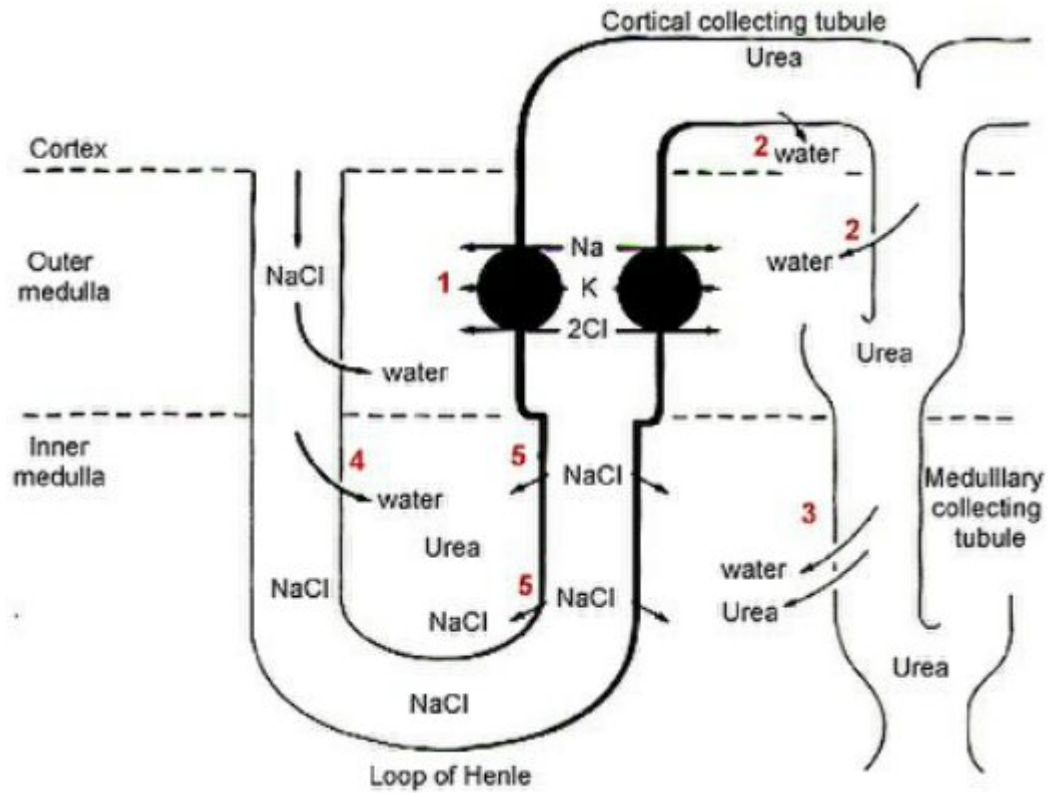 Cortical collecting tubule
Urea
Cortex
2 water
Outer
medulla
NaCl
1
Na
K
2Cl
2
water
water
Urea
Inner
medulla
4
water
Urea
5
NaCl
3
Medulllary
collecting
tubule
water
Urea
NaCl
5
NaCl
NaCl
Urea
NaCl
Loop of Henle